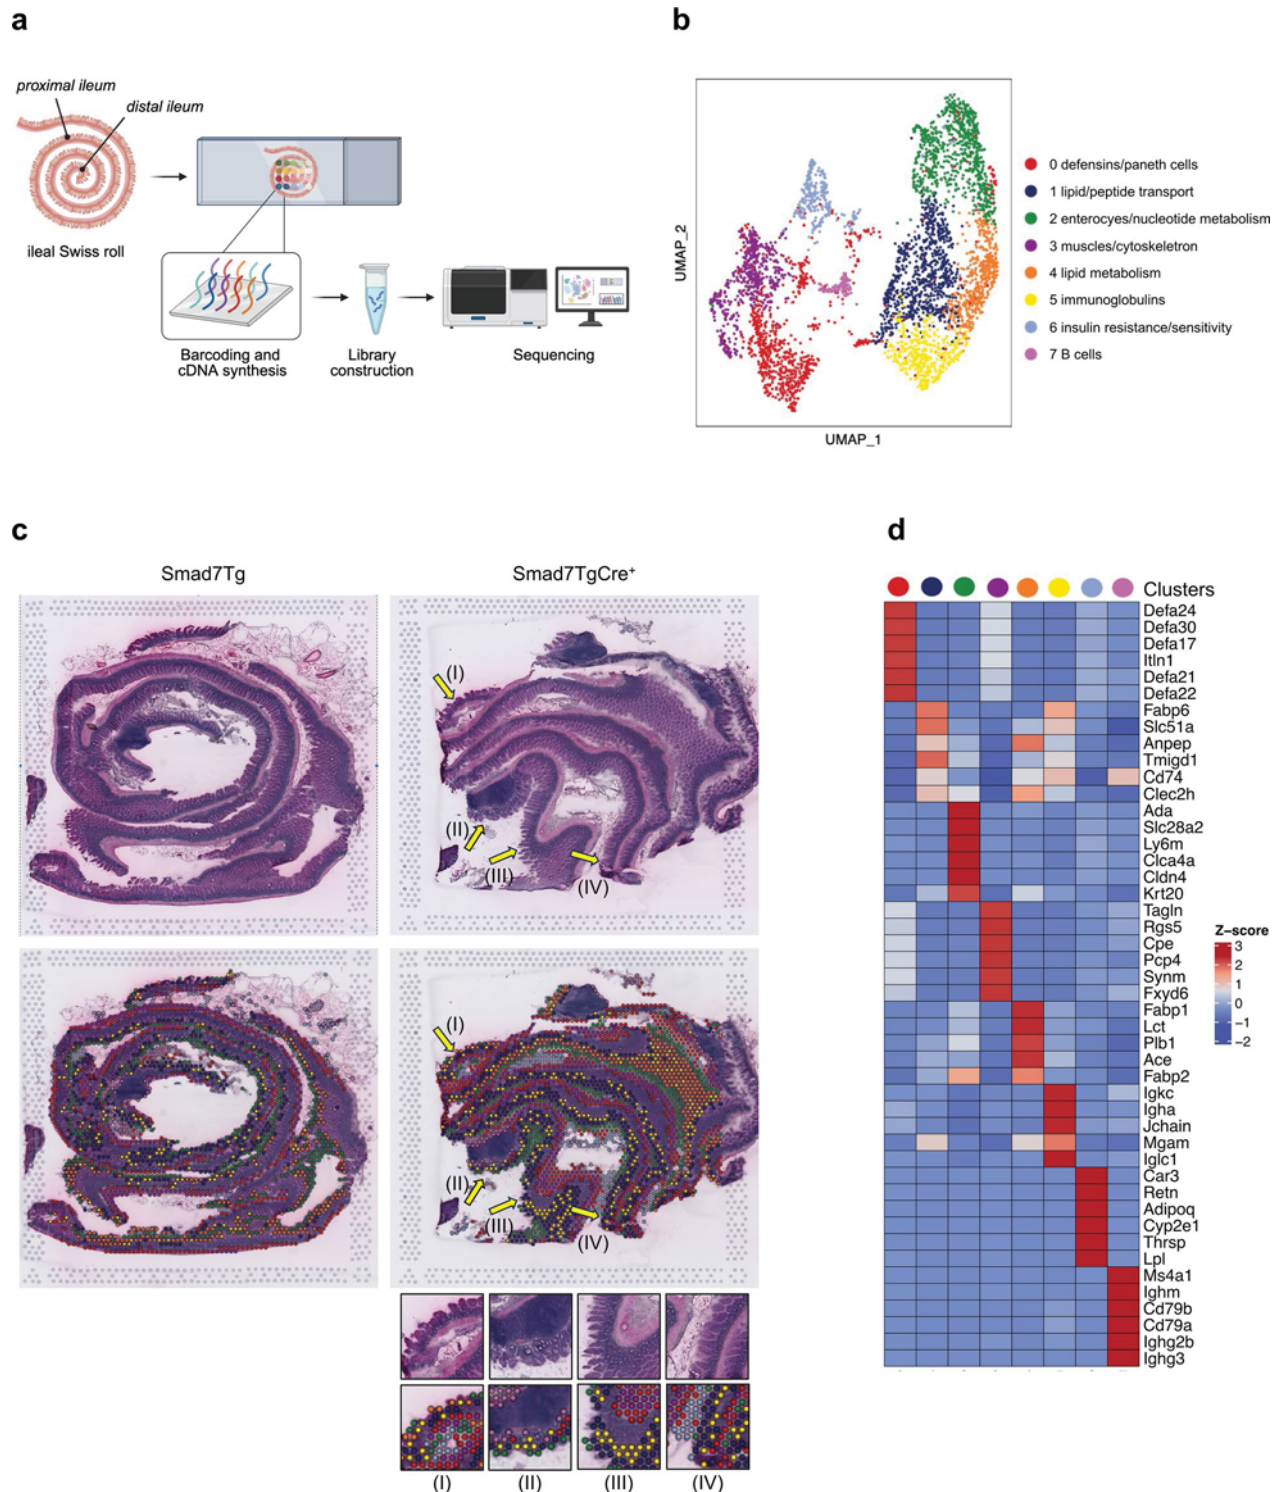 a
proximal ileum
distal ileum
ileal Swiss roll
Barcoding and
cDNA synthesis
Library
construction
Sequencing
b
UMAP_2
UMAP_1
0 defensins/paneth cells
1 lipid/peptide transport
2 enterocyes/nucleotide metabolism
3 muscles/cytoskeletron
4 lipid metabolism
5 immunoglobulins
6 insulin resistance/sensitivity
7 B cells
c
Smad7Tg
Smad7TgCre⁺
(I)
(II)
(III)
(IV)
(I)
(II)
(III)
(IV)
(I)
(II)
(III)
(IV)
d
Clusters
Defa24
Defa30
Defa17
Itln1
Defa21
Defa22
Fabp6
Slc51a
Anpep
Tmigd1
Cd74
Clec2h
Ada
Slc28a2
Ly6m
Clca4a
Cldn4
Krt20
Tagln
Rgs5
Cpe
Pcp4
Synm
Fxyd6
Fabp1
Lct
Plb1
Ace
Fabp2
Igkc
Igha
Jchain
Mgam
Iglc1
Car3
Retn
Adipoq
Cyp2e1
Thrsp
Lpl
Ms4a1
Ighm
Cd79b
Cd79a
Ighg2b
Ighg3
Z-score
3
2
1
0
−1
−2